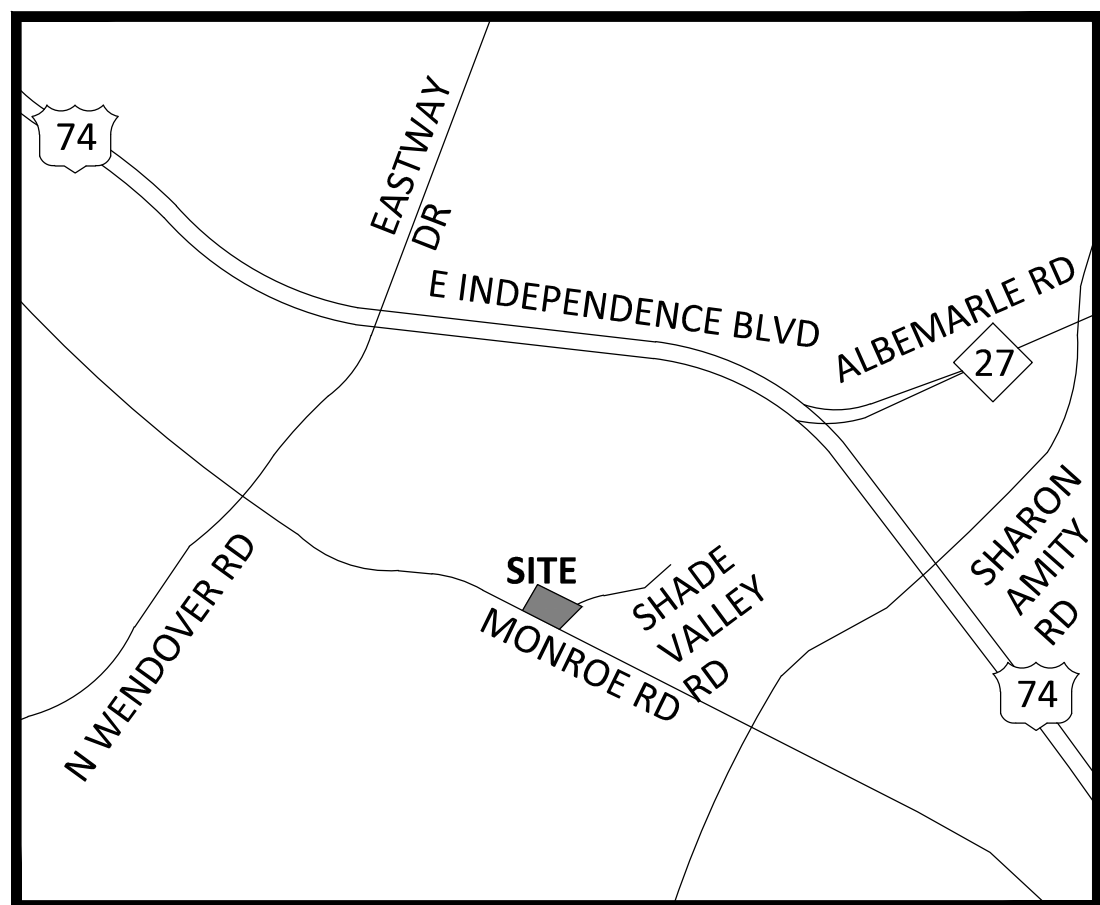 74
EASTWAY
DR
E INDEPENDENCE BLVD
ALBEMARLE RD
27
SHARON
AMITY
RD
SITE
SHADE
VALLEY
RD
MONROE RD
N WENDOVER RD
74